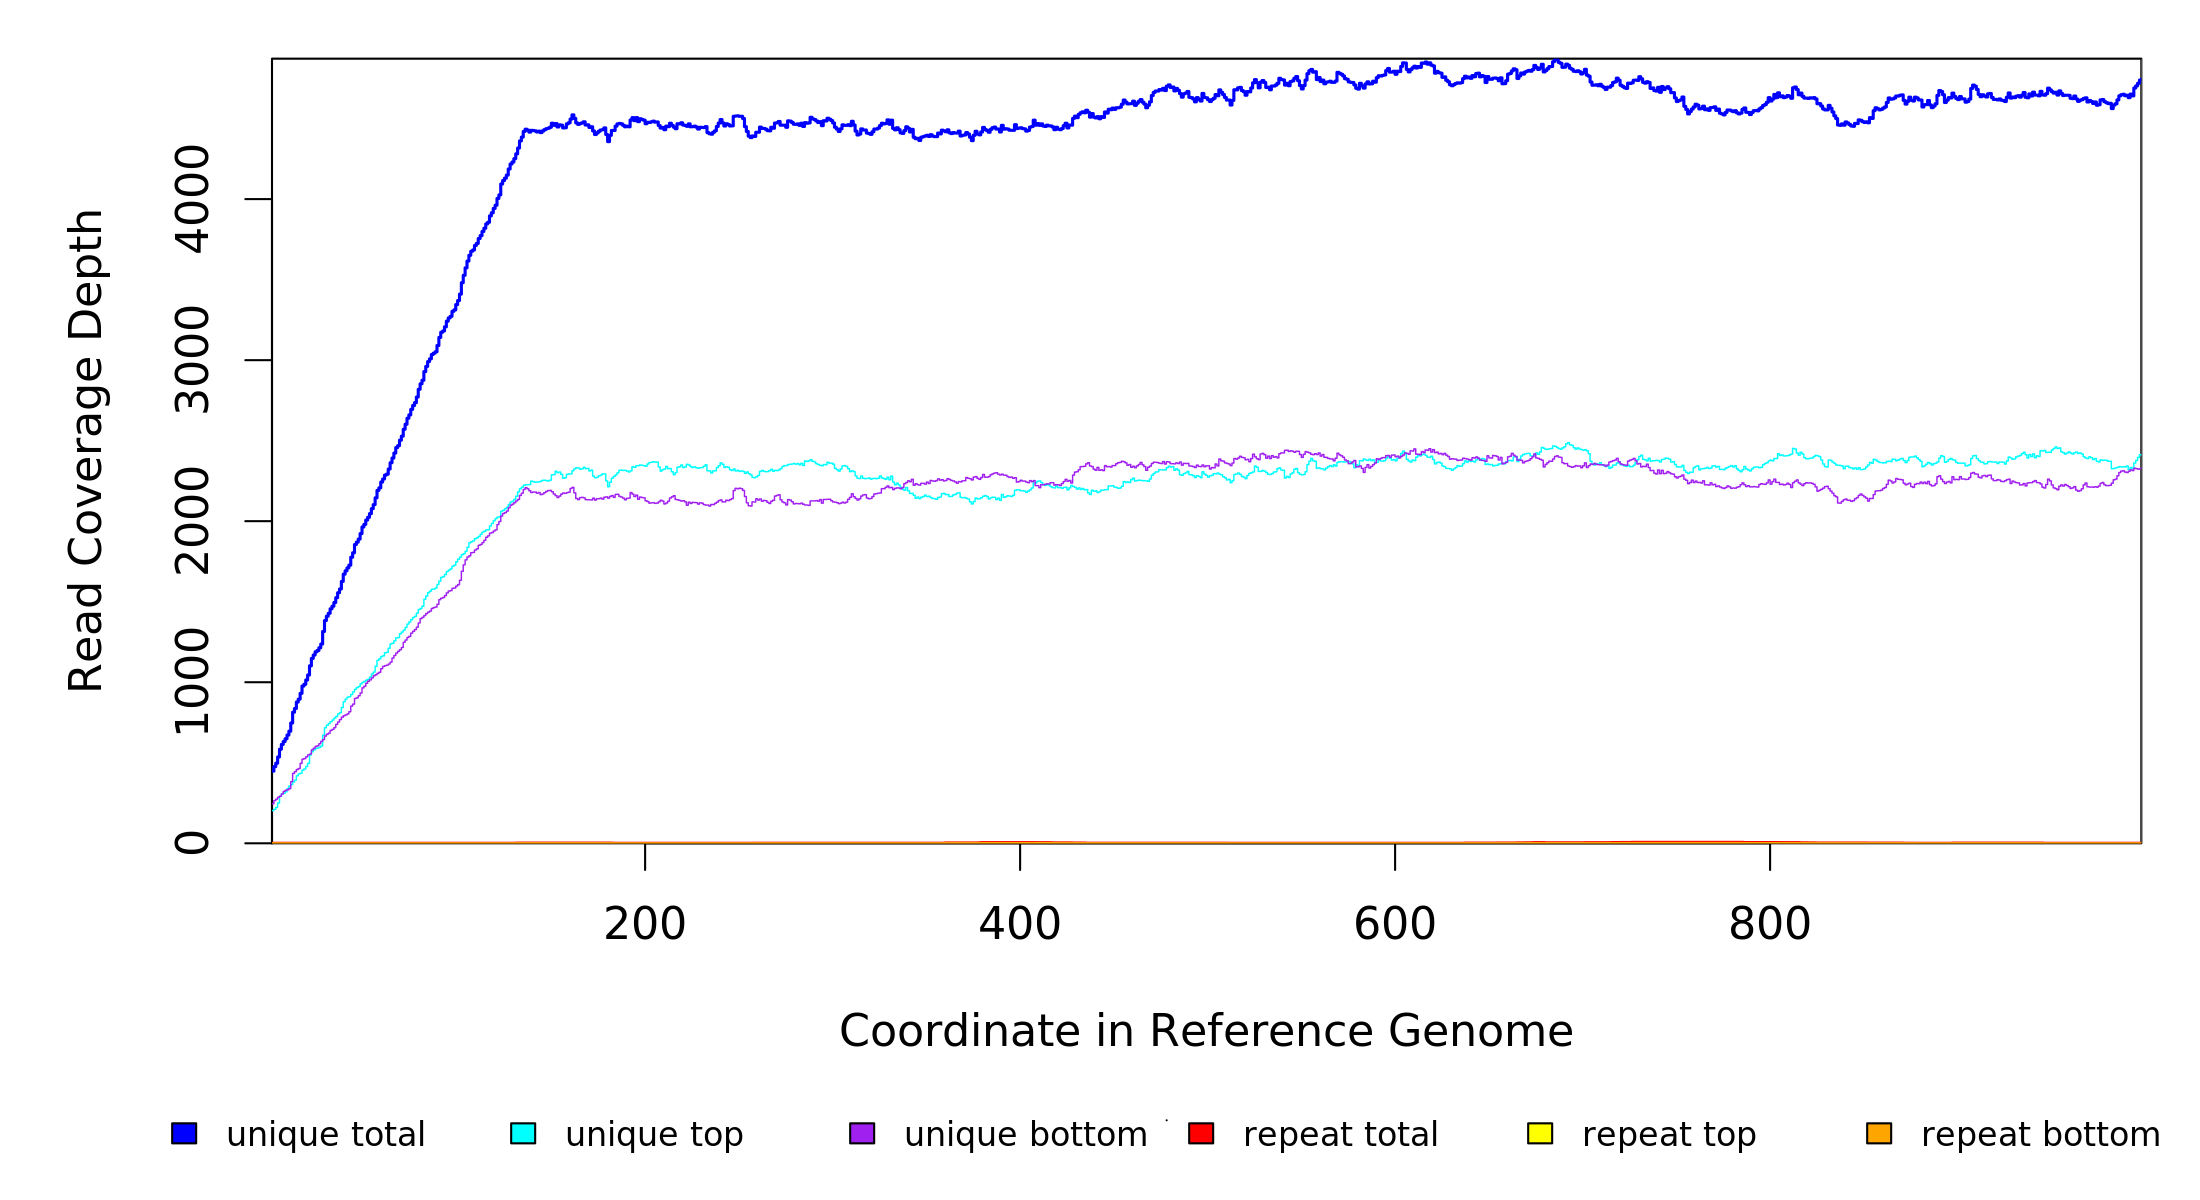 Read Coverage Depth
4000
3000
2000
1000
0
200 400 600 800
Coordinate in Reference Genome
unique total unique top unique bottom repeat total repeat top repeat bottom